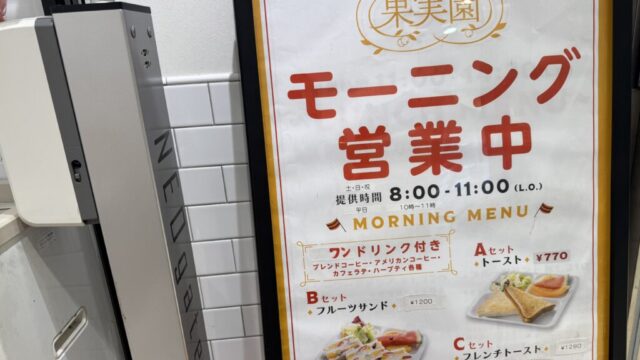 果実園
モーニング
営業中
土・日・祝
提供時間 8:00-11:00 (L.O.)
平日 10時〜11時
MORNING MENU
ワンドリンク付き
ブレンドコーヒー・アメリカンコーヒー・
カフェラテ・ハーブティ各種
Aセット
トースト ¥770
Bセット
フルーツサンド ¥1200
Cセット
フレンチトースト ¥1280
NEO gate